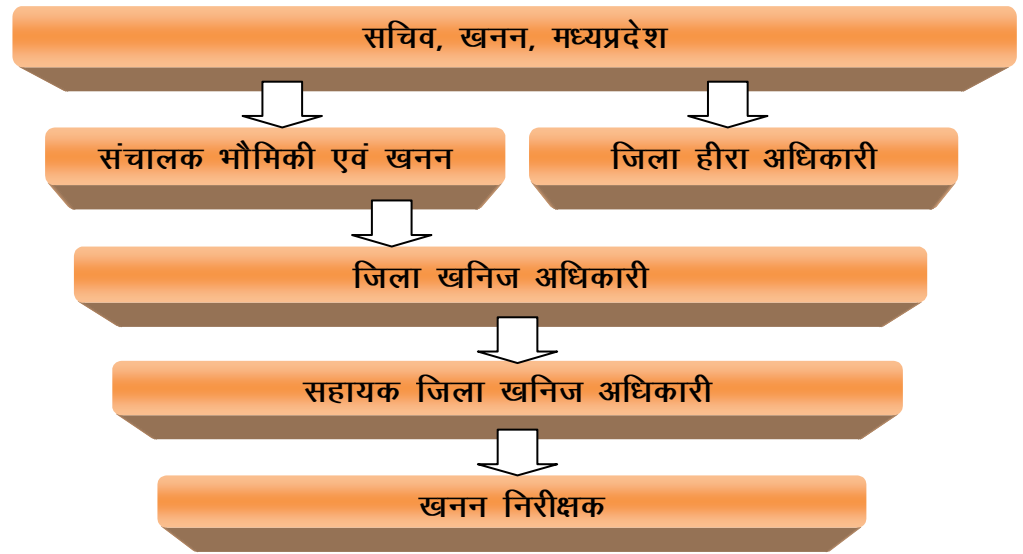 सचिव, खनन, मध्यप्रदेश
संचालक भौमिकी एवं खनन
जिला हीरा अधिकारी
जिला खनिज अधिकारी
सहायक जिला खनिज अधिकारी
खनन निरीक्षक